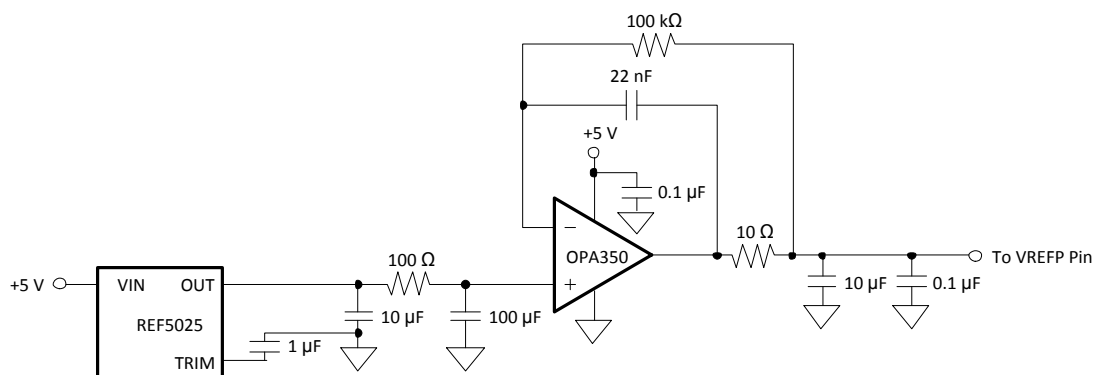 100 kΩ
22 nF
+5 V
0.1 µF
10 Ω
OPA350
To VREFP Pin
100 Ω
+5 V
VIN
OUT
10 µF
0.1 µF
10 µF
100 µF
REF5025
1 µF
TRIM